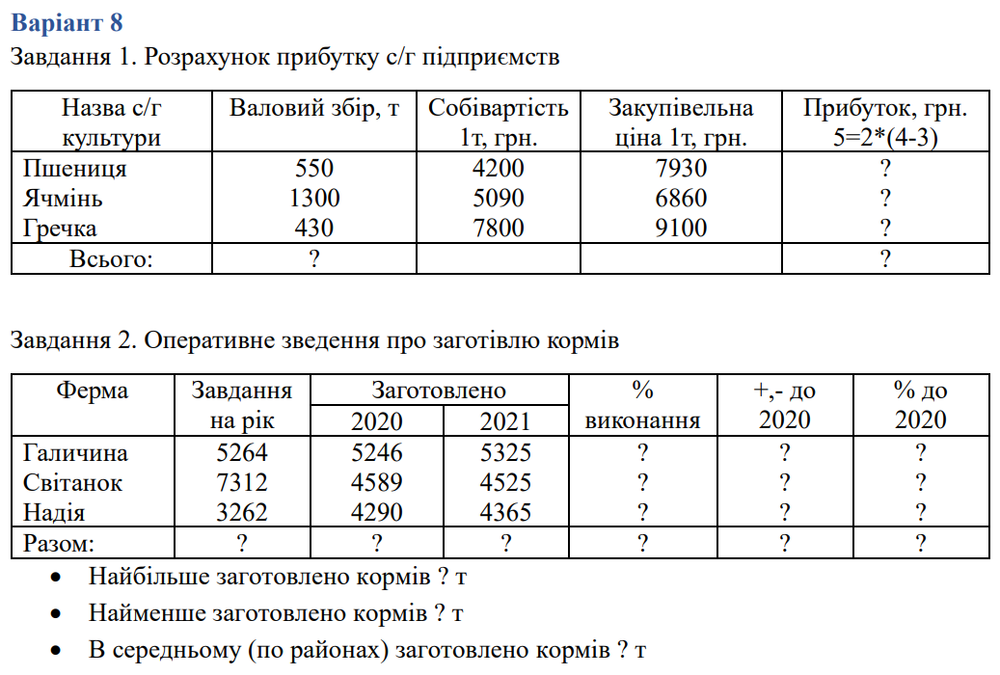 Варіант 8
Завдання 1. Розрахунок прибутку с/г підприємств
Назва с/г культури | Валовий збір, т | Собівартість 1т, грн. | Закупівельна ціна 1т, грн. | Прибуток, грн. 5=2*(4-3)
Пшениця | 550 | 4200 | 7930 | ?
Ячмінь | 1300 | 5090 | 6860 | ?
Гречка | 430 | 7800 | 9100 | ?
Всього: | ? | | | ?
Завдання 2. Оперативне зведення про заготівлю кормів
Ферма | Завдання на рік | Заготовлено | % виконання | +,- до 2020 | % до 2020
2020 | 2021
Галичина | 5264 | 5246 | 5325 | ? | ? | ?
Світанок | 7312 | 4589 | 4525 | ? | ? | ?
Надія | 3262 | 4290 | 4365 | ? | ? | ?
Разом: | ? | ? | ? | ? | ? | ?
• Найбільше заготовлено кормів ? т
• Найменше заготовлено кормів ? т
• В середньому (по районах) заготовлено кормів ? т